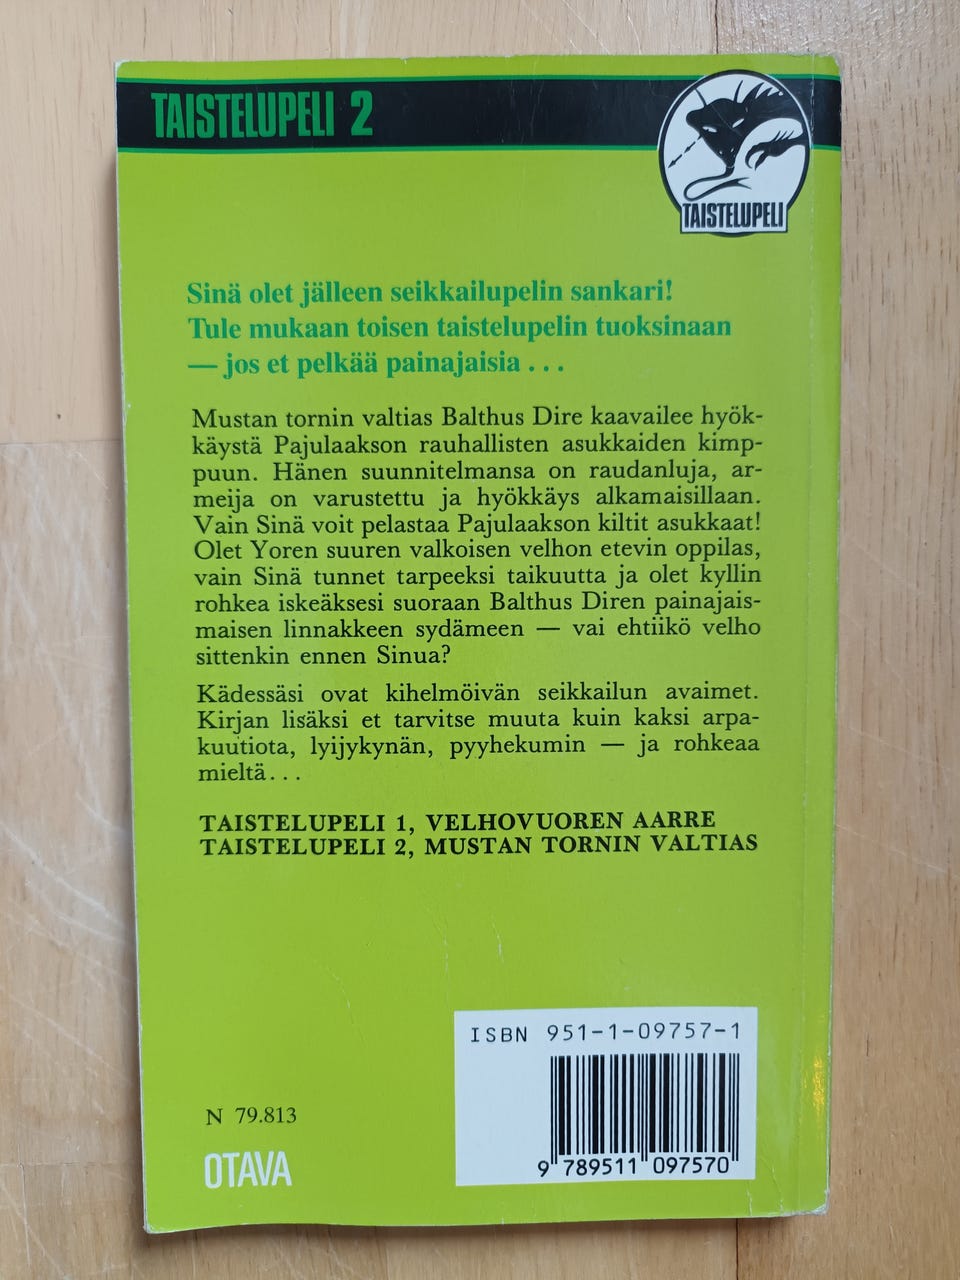 TAISTELUPELI 2
TAISTELUPELI
Sinä olet jälleen seikkailupelin sankari!
Tule mukaan toisen taistelupelin tuoksinaan
— jos et pelkää painajaisia . . .
Mustan tornin valtias Balthus Dire kaavailee hyök-
käystä Pajulaakson rauhallisten asukkaiden kimp-
puun. Hänen suunnitelmansa on raudanluja, ar-
meija on varustettu ja hyökkäys alkamaisillaan.
Vain Sinä voit pelastaa Pajulaakson kiltit asukkaat!
Olet Yoren suuren valkoisen velhon etevin oppilas,
vain Sinä tunnet tarpeeksi taikuutta ja olet kyllin
rohkea iskeäksesi suoraan Balthus Diren painajais-
maisen linnakkeen sydämeen — vai ehtiikö velho
sittenkin ennen Sinua?
Kädessäsi ovat kihelmöivän seikkailun avaimet.
Kirjan lisäksi et tarvitse muuta kuin kaksi arpa-
kuutiota, lyijykynän, pyyhekumin — ja rohkeaa
mieltä . . .
TAISTELUPELI 1, VELHOVUOREN AARRE
TAISTELUPELI 2, MUSTAN TORNIN VALTIAS
ISBN 951-1-09757-1
9 789511 097570
N 79.813
OTAVA